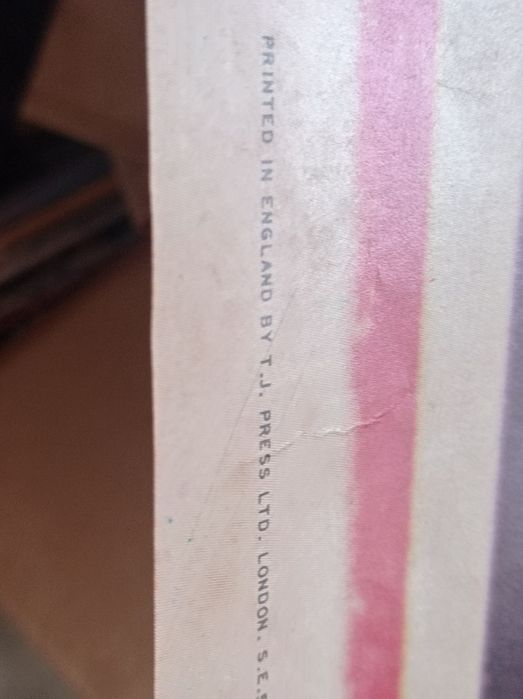 PRINTED IN ENGLAND BY T.J. PRESS LTD. LONDON. S.E.